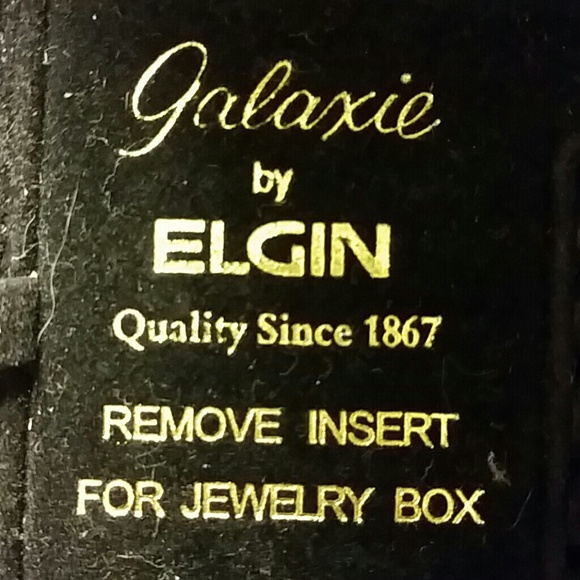 Galaxie
by
ELGIN
Quality Since 1867
REMOVE INSERT
FOR JEWELRY BOX